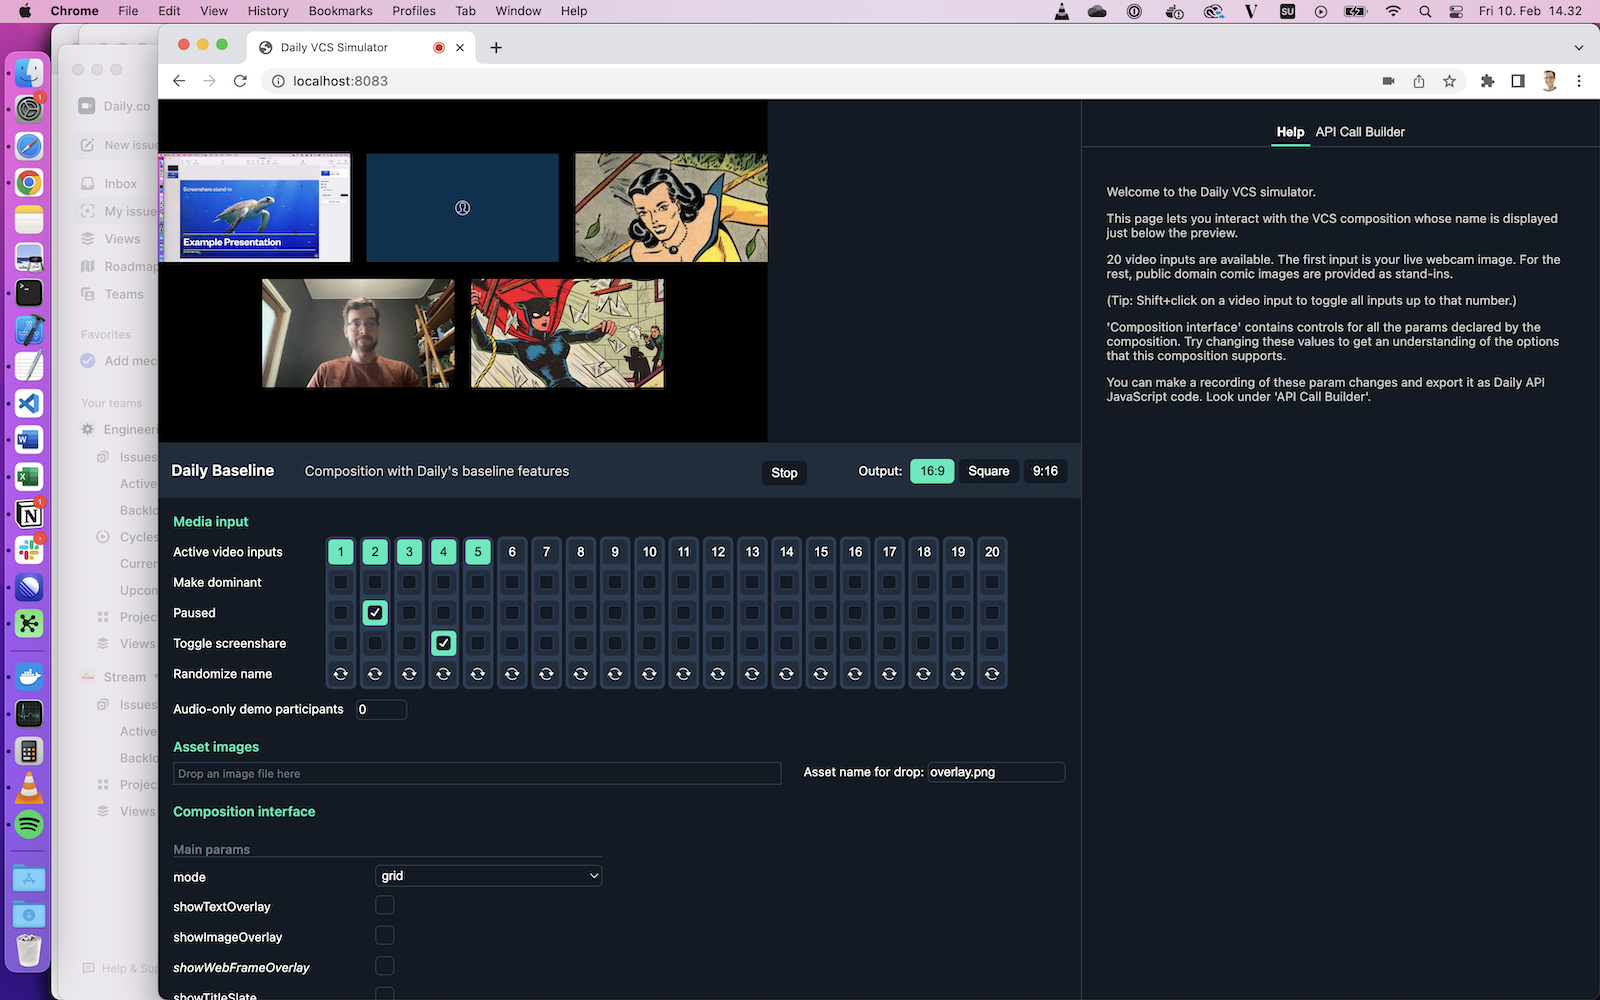 Chrome File Edit View History Bookmarks Profiles Tab Window Help Fri 10. Feb 14.32
Daily VCS Simulator
localhost:8083
Daily.co
New issue
Inbox
My issue
Views
Roadmap
Teams
Favorites
Add mec
Your teams
Engineeri
Issues
Active
Backlo
Cycles
Curren
Upcom
Projec
Views
Stream
Issues
Active
Backlo
Projec
Views
Help & Sup
Screenshare stand-in
Example Presentation
Daily Baseline Composition with Daily's baseline features Stop Output: 16:9 Square 9:16
Media input
Active video inputs 1 2 3 4 5 6 7 8 9 10 11 12 13 14 15 16 17 18 19 20
Make dominant
Paused
Toggle screenshare
Randomize name
Audio-only demo participants 0
Asset images
Drop an image file here Asset name for drop: overlay.png
Composition interface
Main params
mode grid
showTextOverlay
showImageOverlay
showWebFrameOverlay
showTitleSlate
Help API Call Builder
Welcome to the Daily VCS simulator.
This page lets you interact with the VCS composition whose name is displayed
just below the preview.
20 video inputs are available. The first input is your live webcam image. For the
rest, public domain comic images are provided as stand-ins.
(Tip: Shift+click on a video input to toggle all inputs up to that number.)
'Composition interface' contains controls for all the params declared by the
composition. Try changing these values to get an understanding of the options
that this composition supports.
You can make a recording of these param changes and export it as Daily API
JavaScript code. Look under 'API Call Builder'.